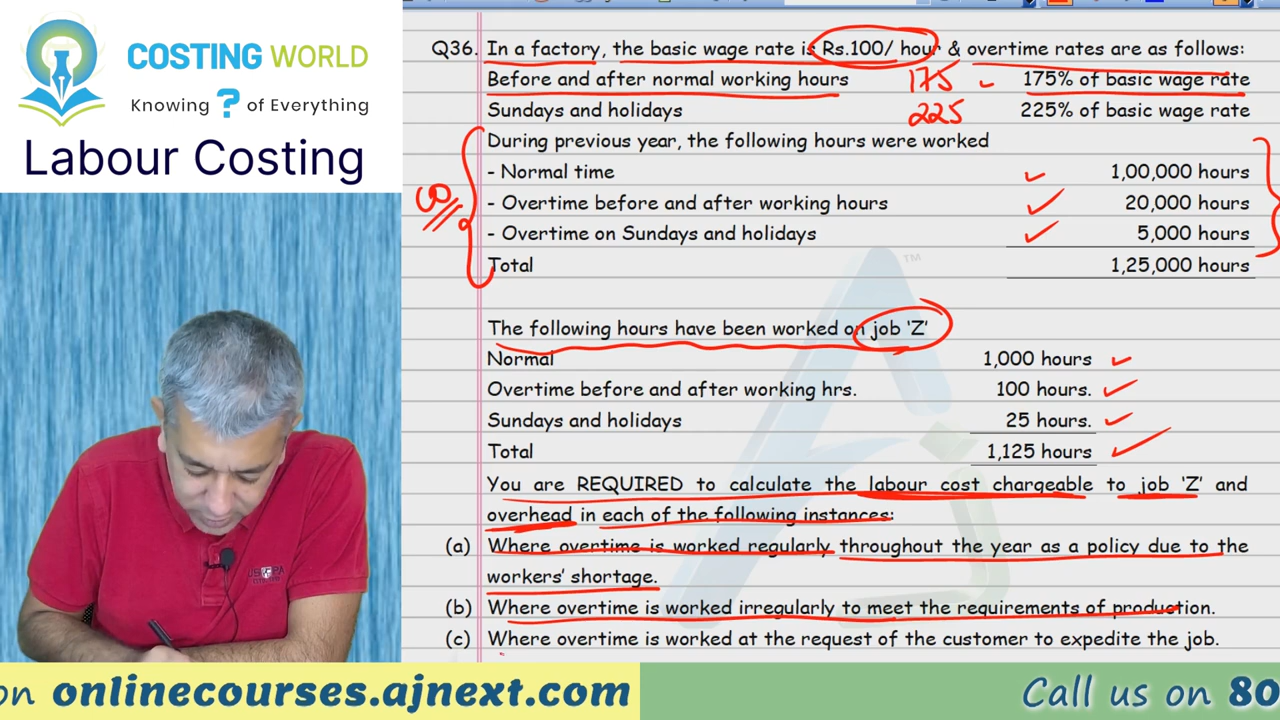 COSTING WORLD
Knowing ? of Everything
Labour Costing
Q36. In a factory, the basic wage rate is Rs.100/ hour & overtime rates are as follows:
Before and after normal working hours 175 175% of basic wage rate
Sundays and holidays 225 225% of basic wage rate
During previous year, the following hours were worked
- Normal time 1,00,000 hours
- Overtime before and after working hours 20,000 hours
- Overtime on Sundays and holidays 5,000 hours
Total 1,25,000 hours
TM
The following hours have been worked on job ‘Z’
Normal 1,000 hours
Overtime before and after working hrs. 100 hours.
Sundays and holidays 25 hours.
Total 1,125 hours
You are REQUIRED to calculate the labour cost chargeable to job ‘Z’ and
overhead in each of the following instances:
(a) Where overtime is worked regularly throughout the year as a policy due to the
workers’ shortage.
(b) Where overtime is worked irregularly to meet the requirements of production.
(c) Where overtime is worked at the request of the customer to expedite the job.
on onlinecourses.ajnext.com
Call us on 80